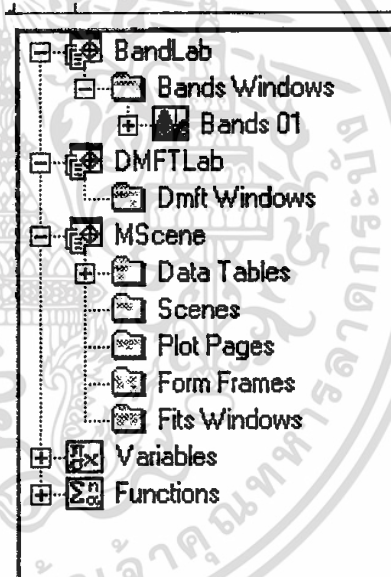 BandLab
Bands Windows
Bands 01
DMFTLab
Dmft Windows
MScene
Data Tables
Scenes
Plot Pages
Form Frames
Fits Windows
Variables
Functions